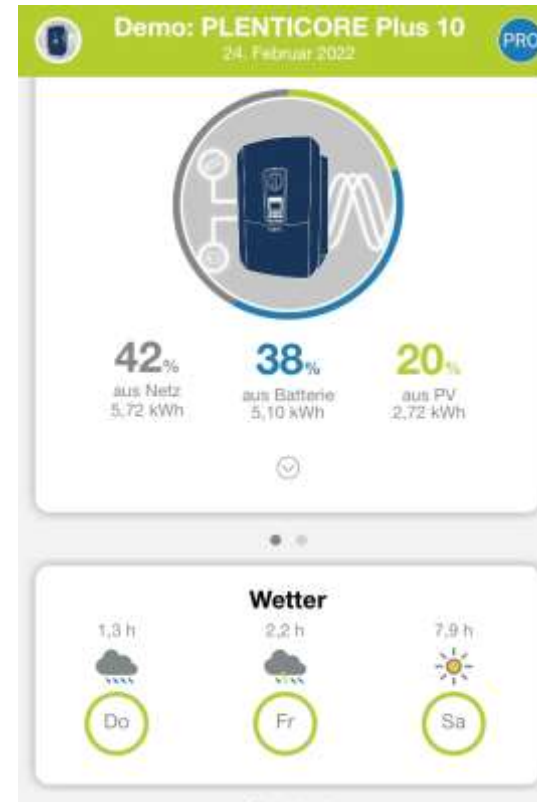 Demo: PLENTICORE Plus 10
24. Februar 2022
PRO
42%
aus Netz
5,72 kWh
38%
aus Batterie
5,10 kWh
20%
aus PV
2,72 kWh
Wetter
1,3 h
2,2 h
7,9 h
Do
Fr
Sa